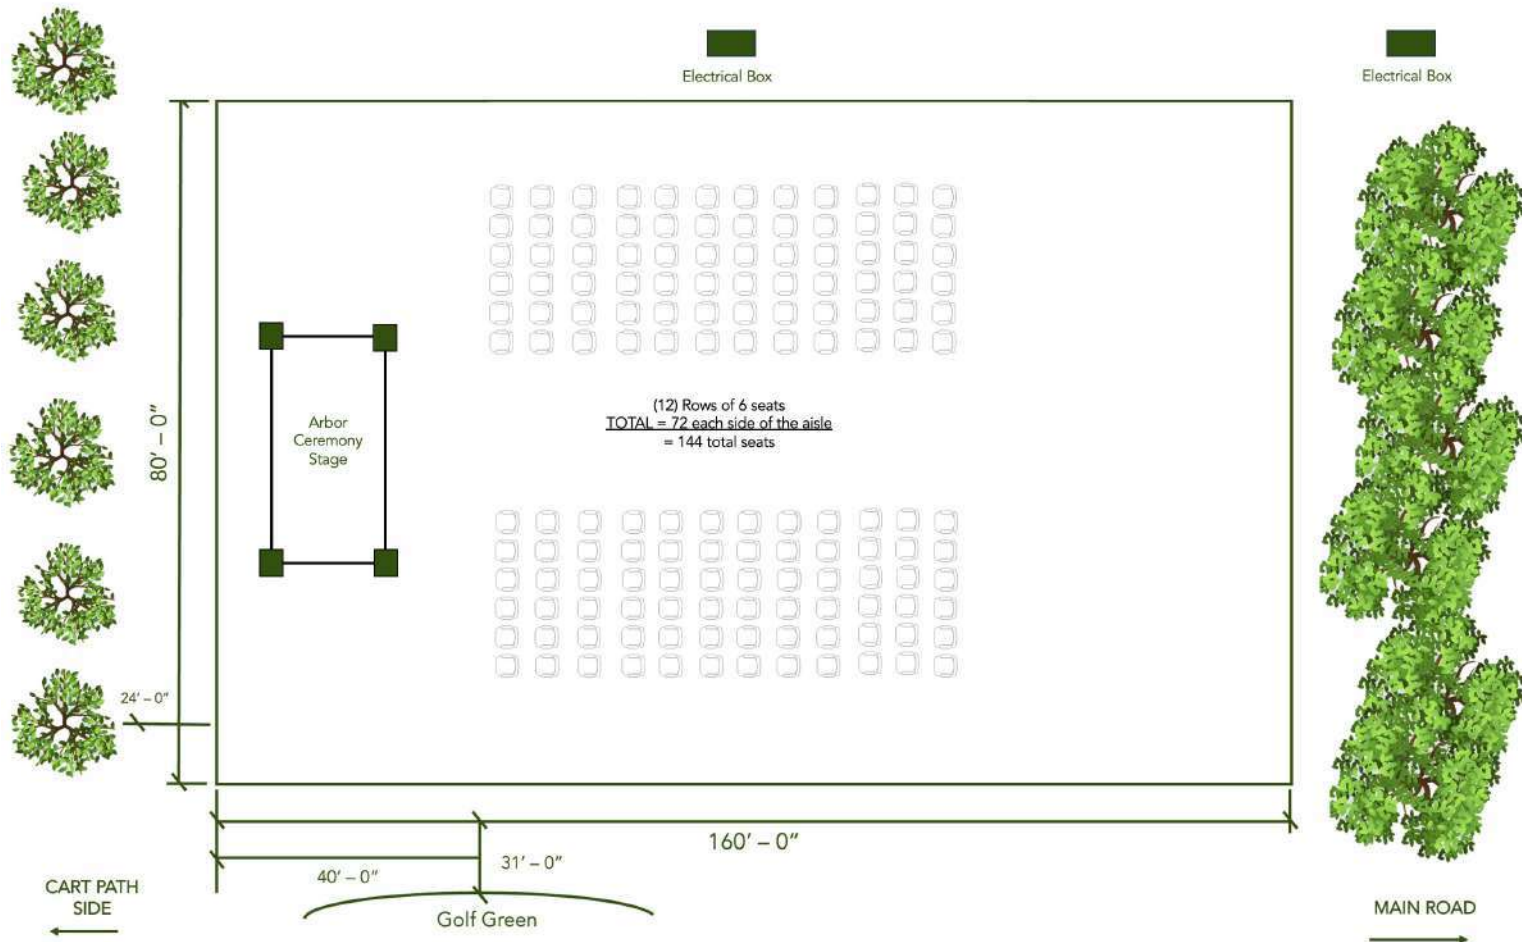 Electrical Box
Electrical Box
(12) Rows of 6 seats
TOTAL = 72 each side of the aisle
= 144 total seats
Arbor
Ceremony
Stage
80’ – 0”
24’ – 0”
160’ – 0”
31’ – 0”
40’ – 0”
Golf Green
CART PATH
SIDE
MAIN ROAD